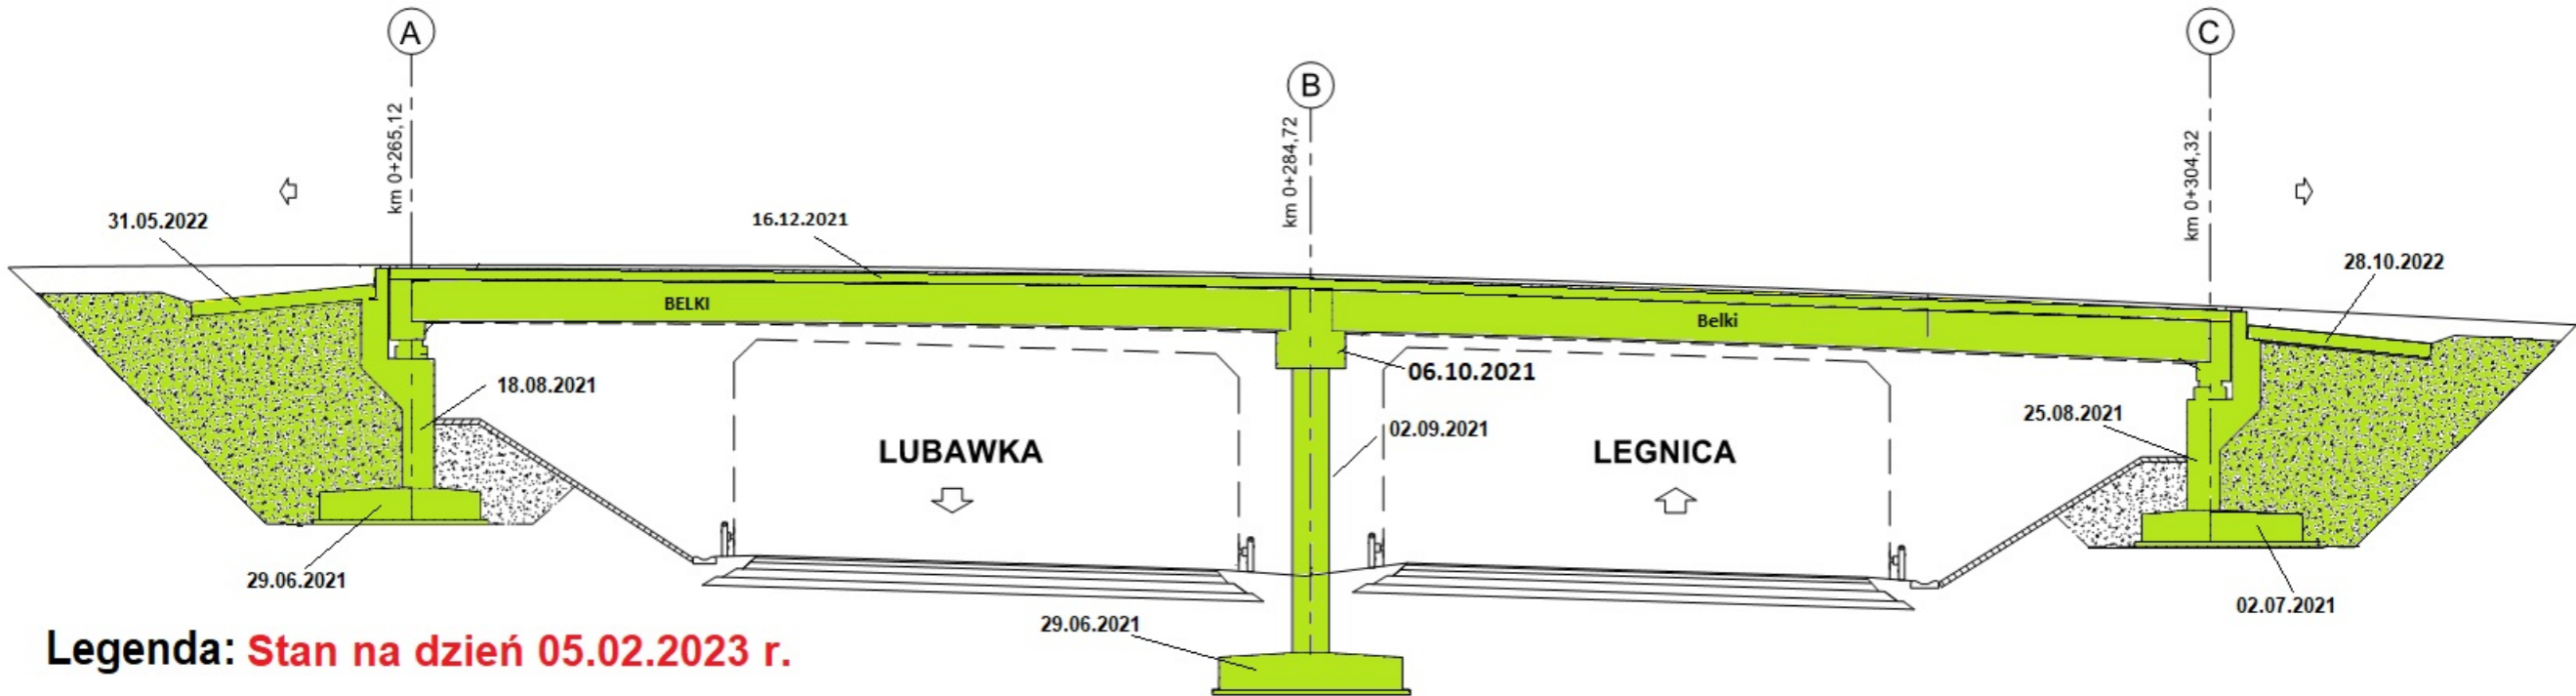 A
B
C
km 0+265,12
km 0+284,72
km 0+304,32
31.05.2022
16.12.2021
28.10.2022
BELKI
Belki
18.08.2021
06.10.2021
25.08.2021
02.09.2021
LUBAWKA
LEGNICA
29.06.2021
02.07.2021
29.06.2021
Legenda: Stan na dzień 05.02.2023 r.